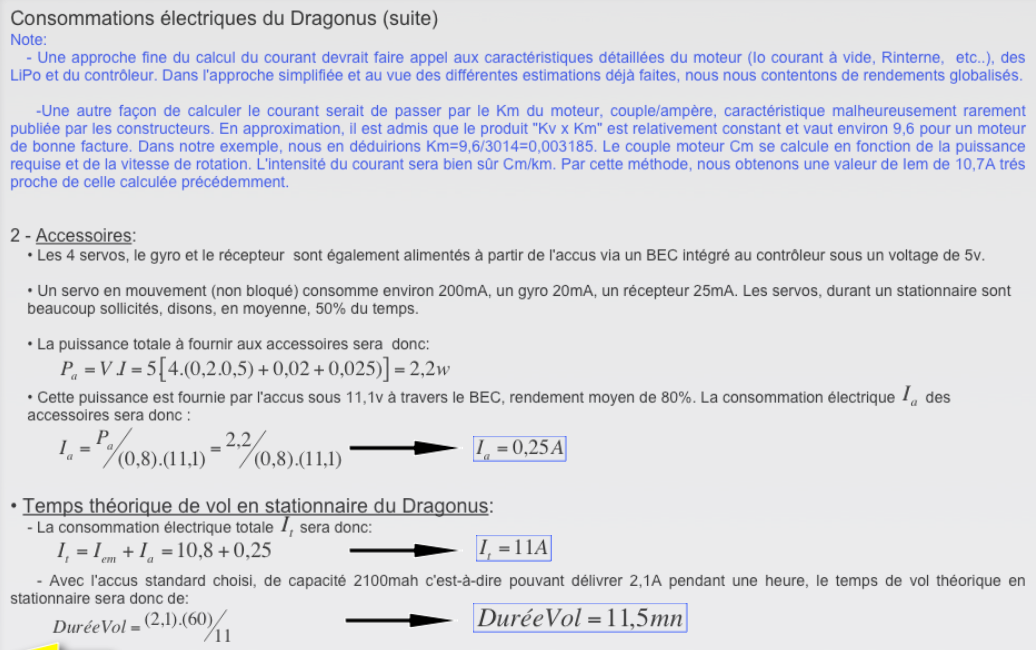 Consommations électriques du Dragonus (suite)
Note:
- Une approche fine du calcul du courant devrait faire appel aux caractéristiques détaillées du moteur (Io courant à vide, Rinterne, etc..), des
LiPo et du contrôleur. Dans l'approche simplifiée et au vue des différentes estimations déjà faites, nous nous contentons de rendements globalisés.
-Une autre façon de calculer le courant serait de passer par le Km du moteur, couple/ampère, caractéristique malheureusement rarement
publiée par les constructeurs. En approximation, il est admis que le produit "Kv x Km" est relativement constant et vaut environ 9,6 pour un moteur
de bonne facture. Dans notre exemple, nous en déduirions Km=9,6/3014=0,003185. Le couple moteur Cm se calcule en fonction de la puissance
requise et de la vitesse de rotation. L'intensité du courant sera bien sûr Cm/km. Par cette méthode, nous obtenons une valeur de Iem de 10,7A trés
proche de celle calculée précédemment.
2 - Accessoires:
• Les 4 servos, le gyro et le récepteur sont également alimentés à partir de l'accus via un BEC intégré au contrôleur sous un voltage de 5v.
• Un servo en mouvement (non bloqué) consomme environ 200mA, un gyro 20mA, un récepteur 25mA. Les servos, durant un stationnaire sont
beaucoup sollicités, disons, en moyenne, 50% du temps.
• La puissance totale à fournir aux accessoires sera donc:
P_a = V.I = 5[4.(0,2.0,5) + 0,02 + 0,025)] = 2,2w
• Cette puissance est fournie par l'accus sous 11,1v à travers le BEC, rendement moyen de 80%. La consommation électrique I_a des
accessoires sera donc :
I_a = P_a/(0,8).(11,1) = 2,2/(0,8).(11,1) I_a = 0,25A
• Temps théorique de vol en stationnaire du Dragonus:
- La consommation électrique totale I_t sera donc:
I_t = I_em + I_a = 10,8 + 0,25 I_t = 11A
- Avec l'accus standard choisi, de capacité 2100mah c'est-à-dire pouvant délivrer 2,1A pendant une heure, le temps de vol théorique en
stationnaire sera donc de:
DuréeVol = (2,1).(60)/11 DuréeVol = 11,5mn